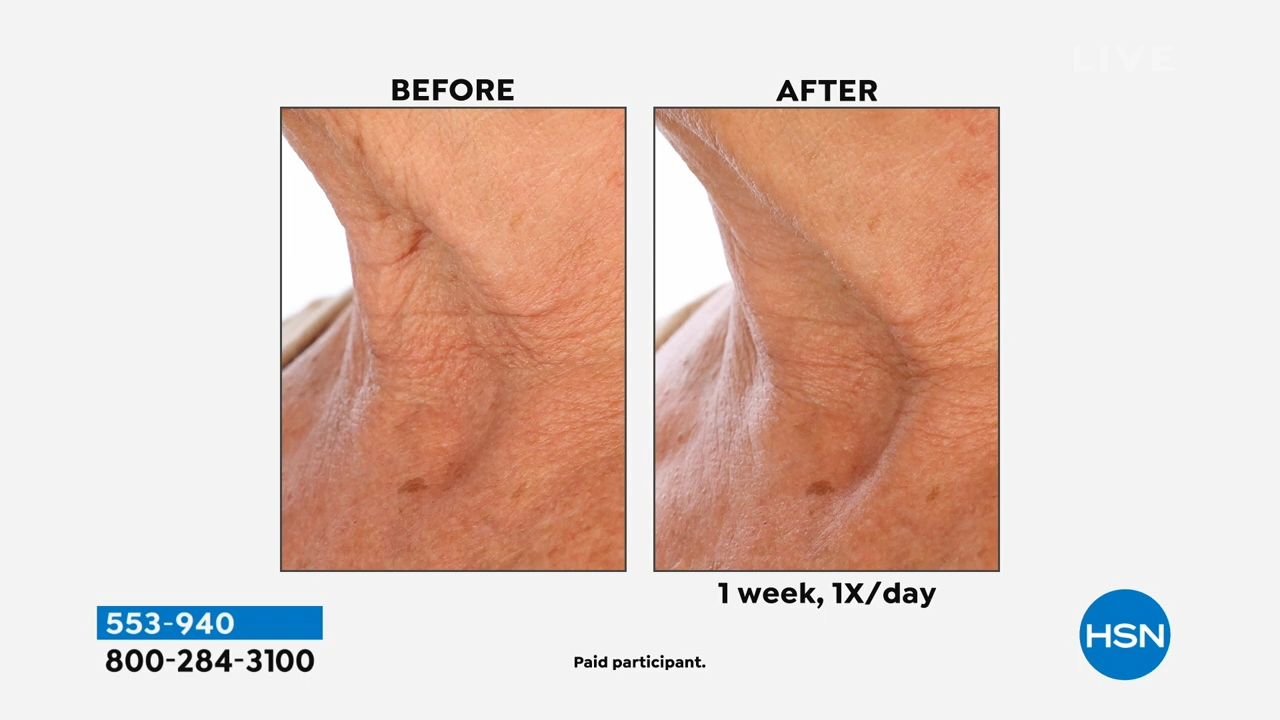 LIVE
BEFORE
AFTER
1 week, 1X/day
553-940
800-284-3100
Paid participant.
HSN